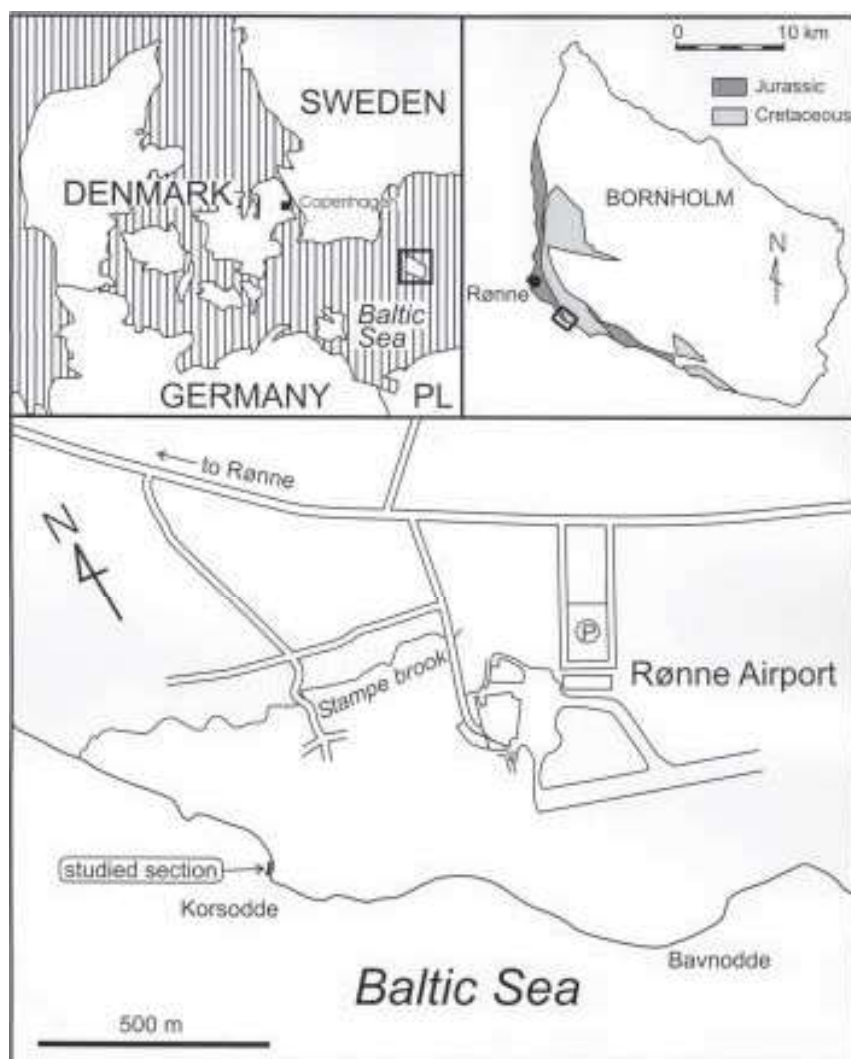 SWEDEN
DENMARK
Copenhagen
Baltic
Sea
GERMANY
PL
0 10 km
Jurassic
Cretaceous
BORNHOLM
N
Rønne
to Rønne
N
P
Stampe brook
Rønne Airport
studied section
Korsodde
Bavnodde
Baltic Sea
500 m